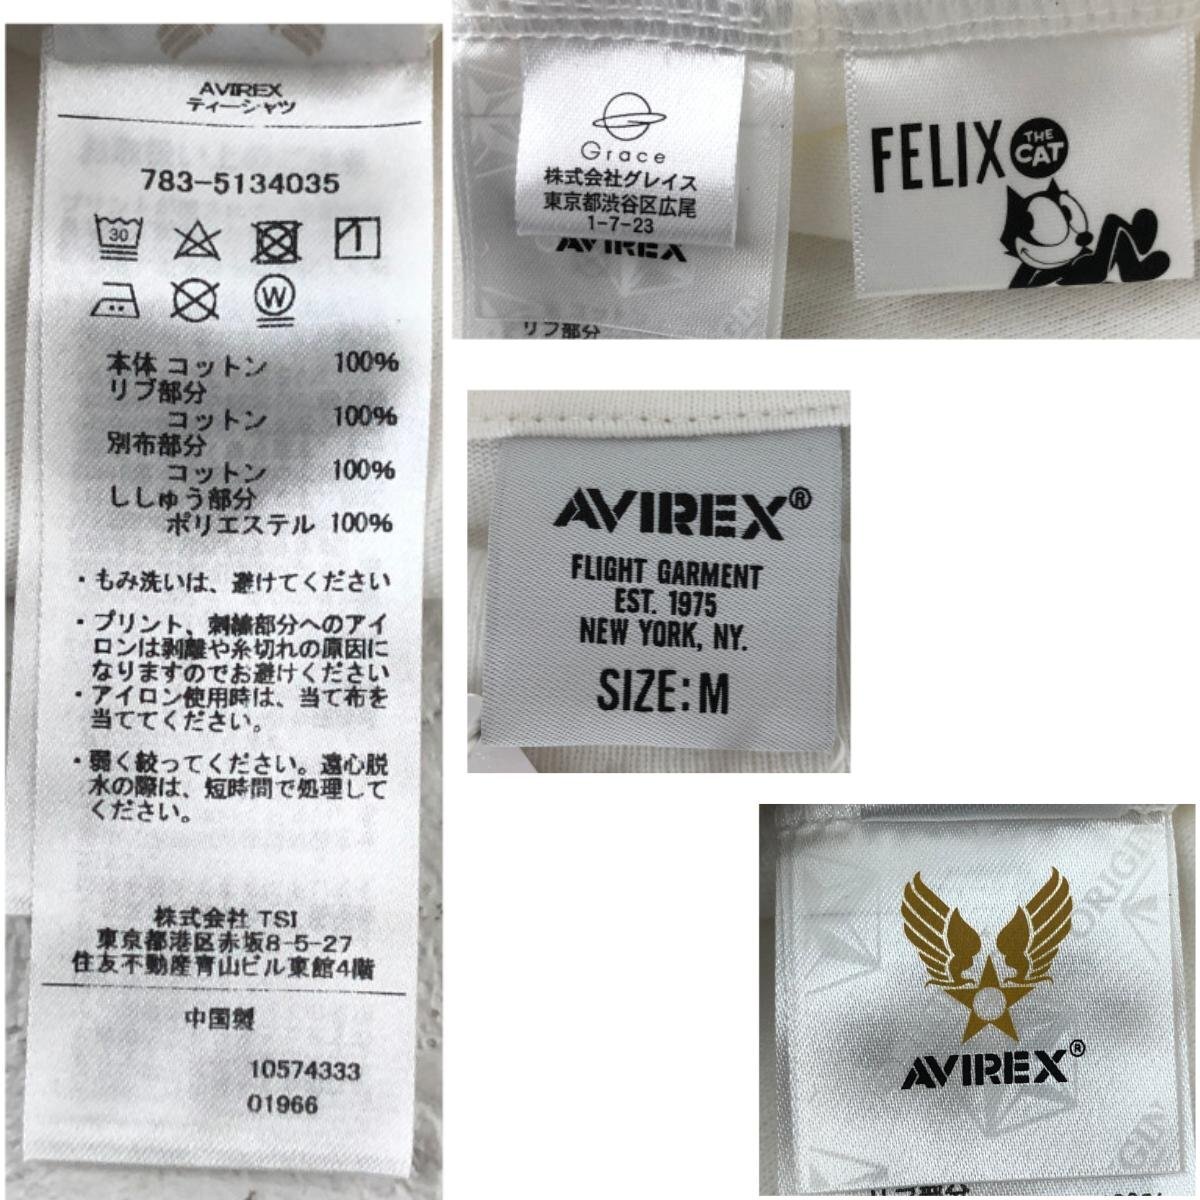 AVIREX
ティーシャツ
783-5134035
30
W
本体 コットン 100%
リブ部分
コットン 100%
別布部分
コットン 100%
ししゅう部分
ポリエステル 100%
・もみ洗いは、避けてください
・プリント、刺繍部分へのアイ
ロンは剥離や糸切れの原因に
なりますのでお避けください
・アイロン使用時は、当て布を
当ててください。
・弱く絞ってください。遠心脱
水の際は、短時間で処理して
ください。
株式会社 TSI
東京都港区赤坂8-5-27
住友不動産青山ビル東館4階
中国製
10574333
01966
Grace
株式会社グレイス
東京都渋谷区広尾
1-7-23
AVIREX
リブ部分
FELIX THE CAT
AVIREX®
FLIGHT GARMENT
EST. 1975
NEW YORK, NY.
SIZE: M
ORIGIN
AVIREX®
リブ部分